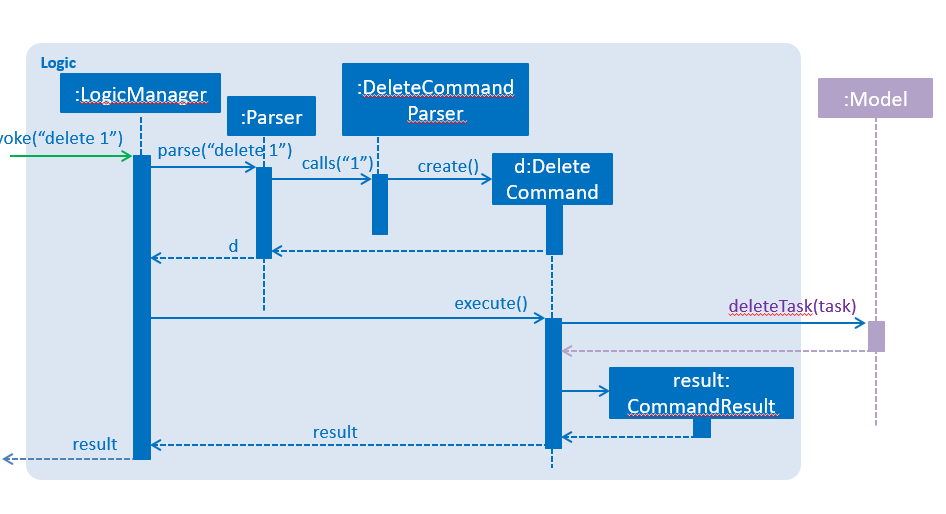 Logic
:LogicManager
:Parser
:DeleteCommand
Parser
:Model
voke(“delete 1”)
parse(“delete 1”)
calls(“1”)
create()
d:Delete
Command
d
execute()
deleteTask(task)
result:
CommandResult
result
result